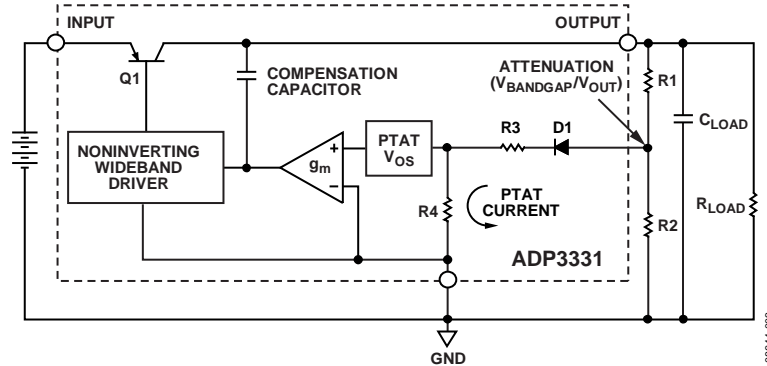 INPUT
OUTPUT
Q1
COMPENSATION
CAPACITOR
ATTENUATION
(VBANDGAP/VOUT)
R1
CLOAD
NONINVERTING
WIDEBAND
DRIVER
gm
+
–
PTAT
VOS
R3
D1
R4
PTAT
CURRENT
R2
RLOAD
ADP3331
GND